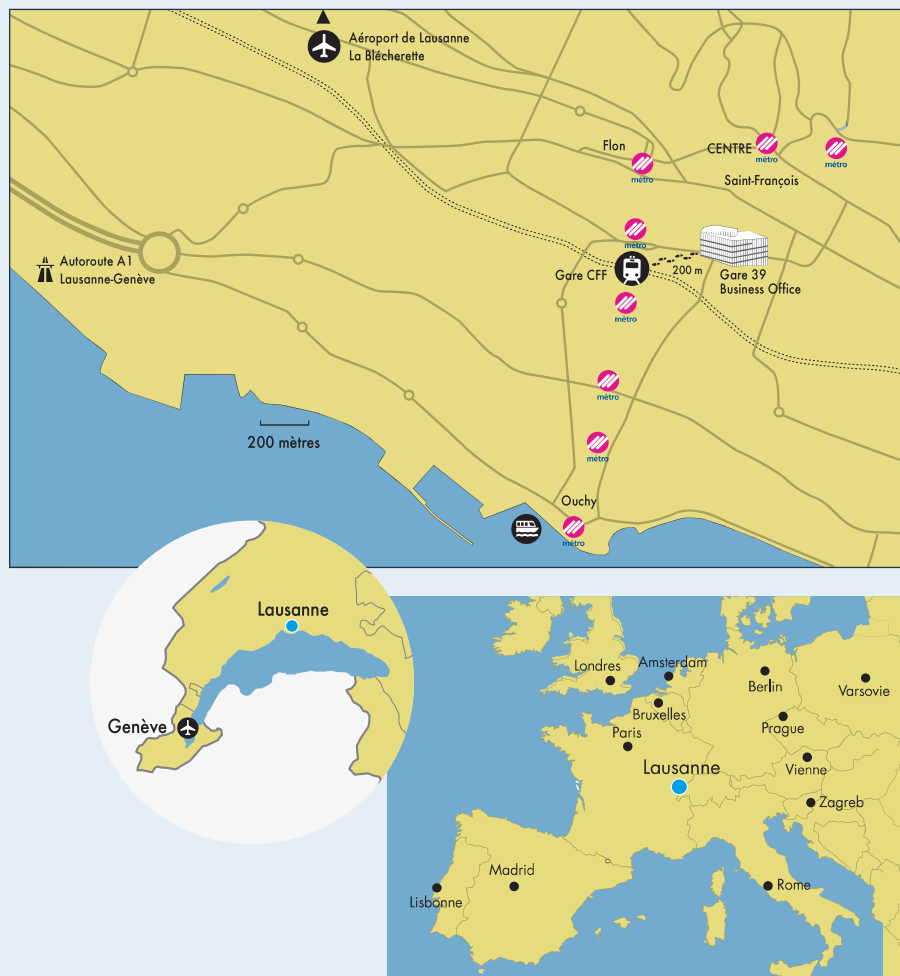 Aéroport de Lausanne
La Blécherette
Flon
métro
CENTRE
métro
métro
Saint-François
métro
Autoroute A1
Lausanne-Genève
Gare CFF
200 m
Gare 39
Business Office
métro
métro
200 mètres
métro
Ouchy
métro
Lausanne
Genève
Londres
Amsterdam
Berlin
Varsovie
Bruxelles
Paris
Prague
Lausanne
Vienne
Zagreb
Madrid
Rome
Lisbonne